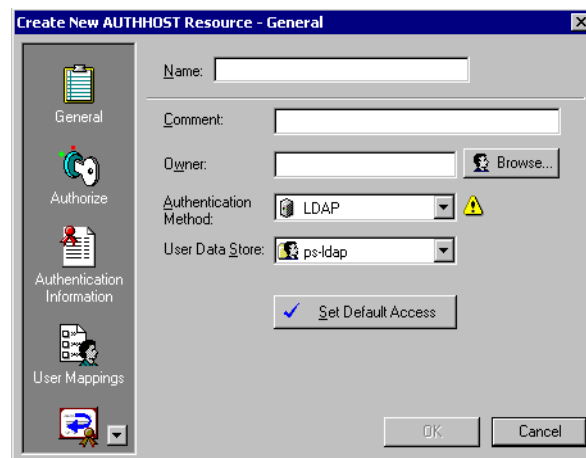 Create New AUTHHOST Resource - General
General
Authorize
Authentication
Information
User Mappings
Name:
Comment:
Owner:
Browse...
Authentication
Method:
LDAP
User Data Store:
ps-ldap
Set Default Access
OK
Cancel